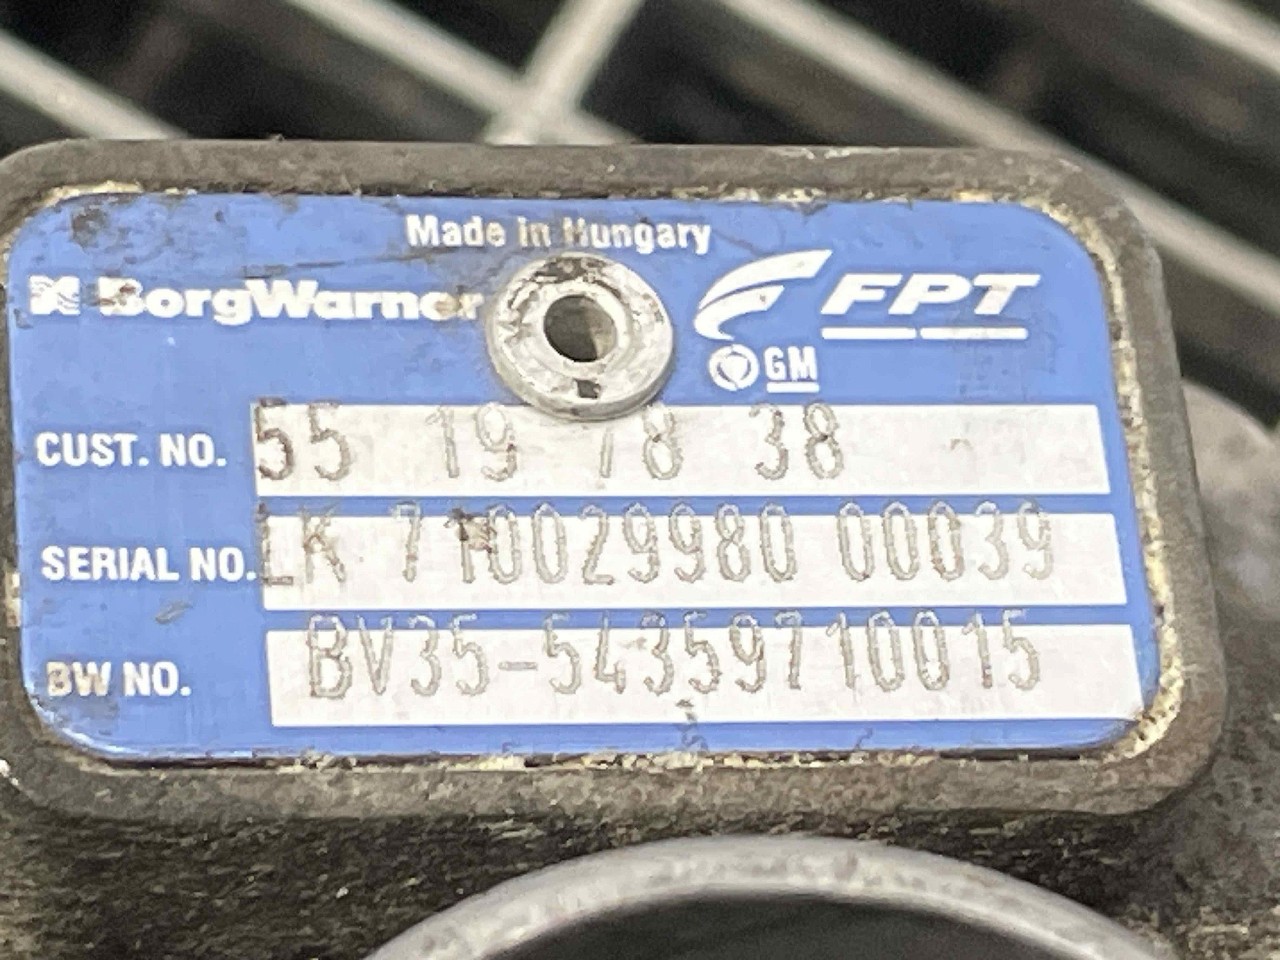 Made in Hungary
BorgWarner
FPT
GM
CUST. NO. 55 19 78 38
SERIAL NO. LK 710029980 00039
BW NO. BV35-54359710015